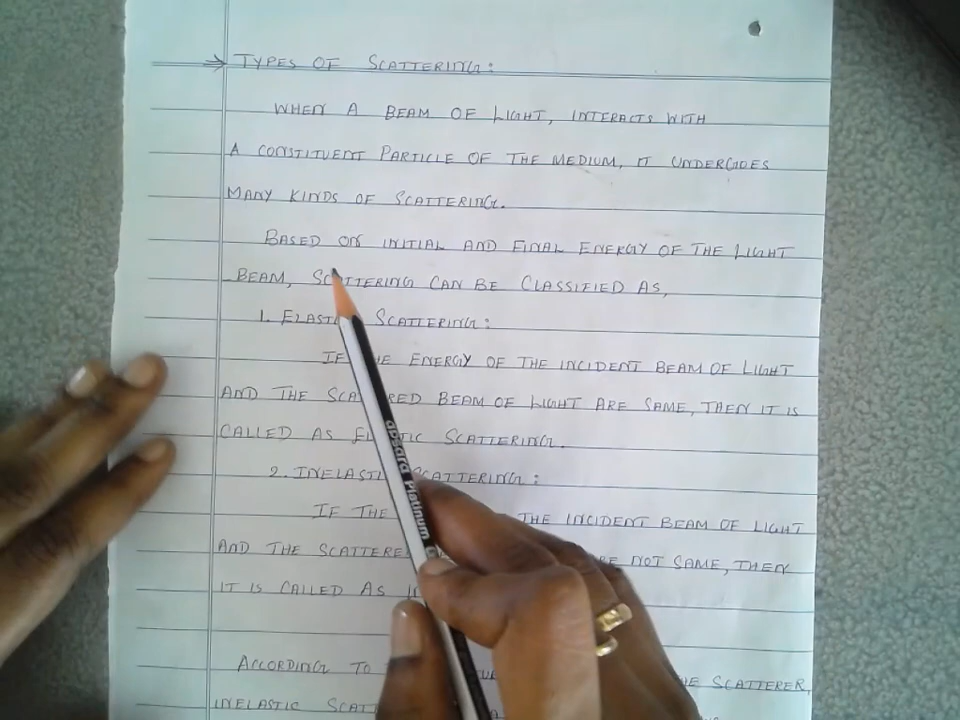 TYPES OF SCATTERING:
WHEN A BEAM OF LIGHT, INTERACTS WITH
A CONSTITUENT PARTICLE OF THE MEDIUM, IT UNDERGOES
MANY KINDS OF SCATTERING.
BASED ON INITIAL AND FINAL ENERGY OF THE LIGHT
BEAM, SCATTERING CAN BE CLASSIFIED AS,
1. ELASTIC SCATTERING:
IF THE ENERGY OF THE INCIDENT BEAM OF LIGHT
AND THE SCATTERED BEAM OF LIGHT ARE SAME, THEN IT IS
CALLED AS ELASTIC SCATTERING.
2. INELASTIC SCATTERING:
IF THE THE INCIDENT BEAM OF LIGHT
AND THE SCATTERED ARE NOT SAME, THEN
IT IS CALLED AS
ACCORDING TO THE SCATTERER,
INELASTIC
apsara Platinum